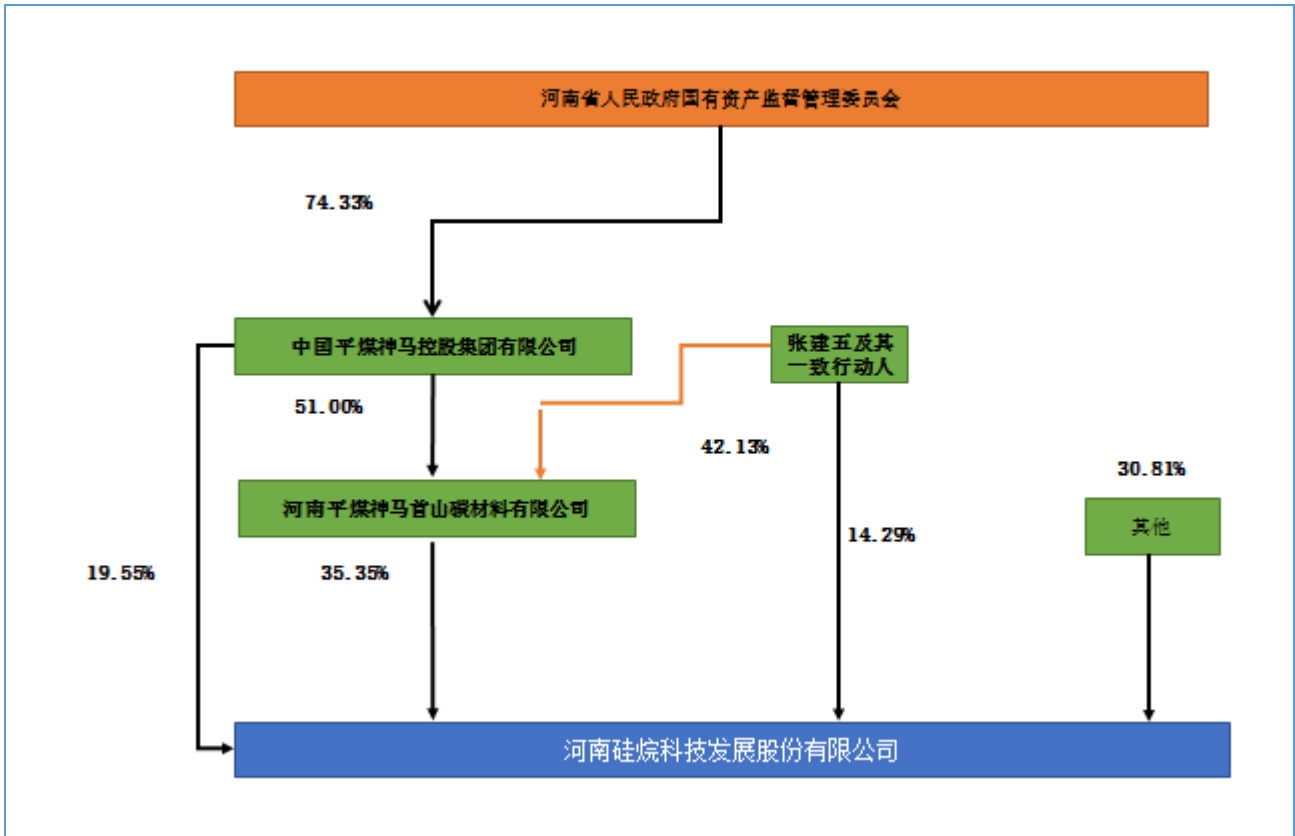 河南省人民政府国有资产监督管理委员会
74.33%
中国平煤神马控股集团有限公司
张建五及其
一致行动人
51.00%
42.13%
30.81%
河南平煤神马首山碳材料有限公司
其他
14.29%
19.55%
35.35%
河南硅烷科技发展股份有限公司